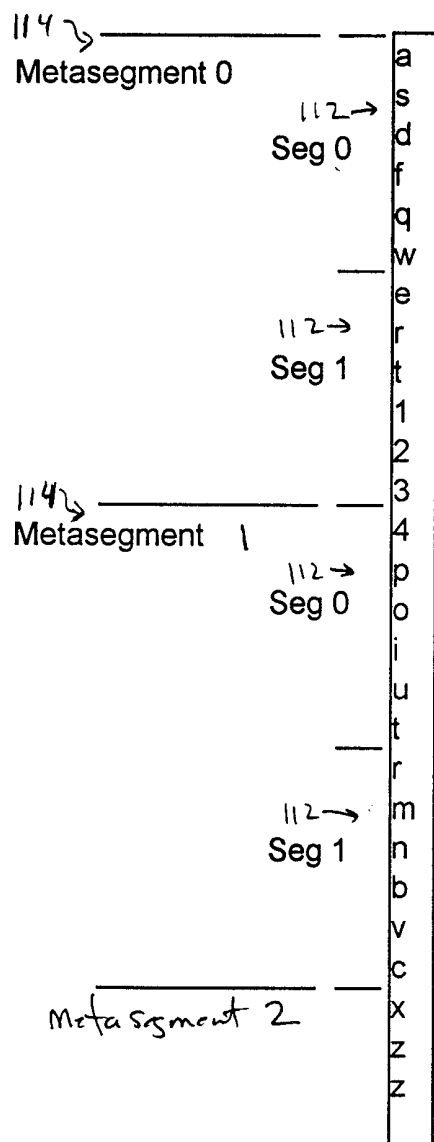 114
Metasegment 0
112
Seg 0
a
s
d
f
q
w
112
Seg 1
e
r
t
1
2
3
114
Metasegment 1
112
Seg 0
4
p
o
i
u
t
112
Seg 1
r
m
n
b
v
c
Metasegment 2
x
z
z